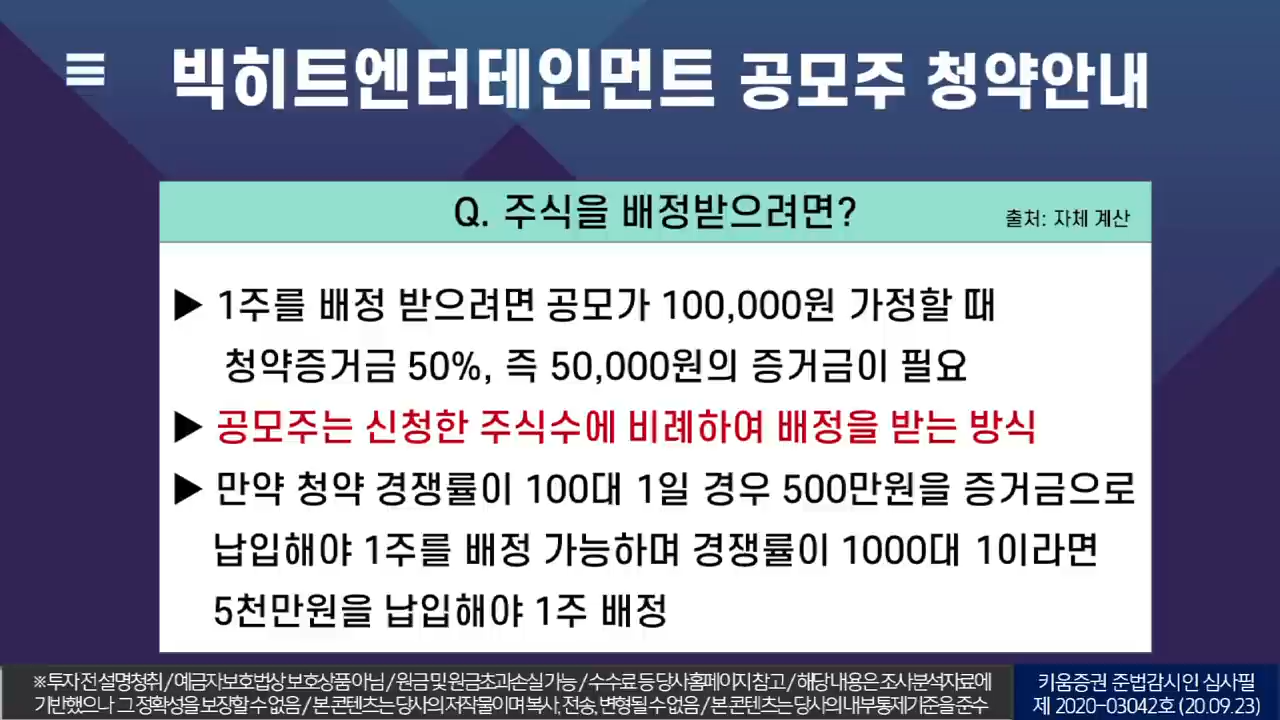 빅히트엔터테인먼트 공모주 청약안내
Q. 주식을 배정받으려면?
출처: 자체 계산
▶ 1주를 배정 받으려면 공모가 100,000원 가정할 때
청약증거금 50%, 즉 50,000원의 증거금이 필요
▶ 공모주는 신청한 주식수에 비례하여 배정을 받는 방식
▶ 만약 청약 경쟁률이 100대 1일 경우 500만원을 증거금으로
납입해야 1주를 배정 가능하며 경쟁률이 1000대 1이라면
5천만원을 납입해야 1주 배정
※투자 전 설명청취 / 예금자보호법상 보호상품 아님 / 원금 및 원금초과손실 가능 / 수수료 등 당사홈페이지 참고 / 해당 내용은 조사분석자료에
기반했으나 그 정확성을 보장할 수 없음 / 본 콘텐츠는 당사의 저작물이며 복사, 전송, 변형될 수 없음 / 본 콘텐츠는 당사의 내부통제기준을 준수
키움증권 준법감시인 심사필
제 2020-03042호 (20.09.23)